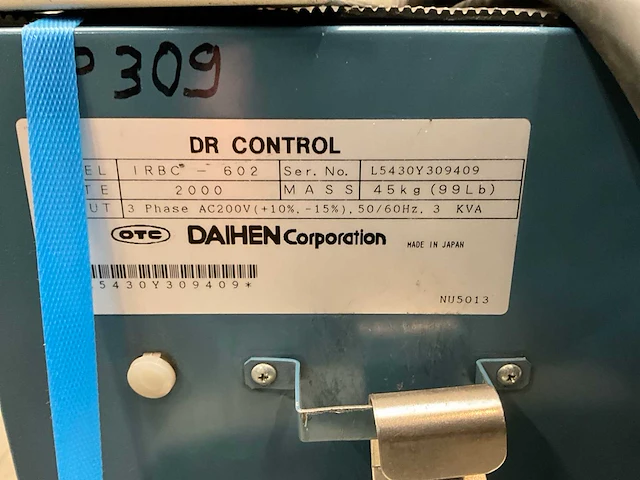 P 309
DR CONTROL
EL IRBC - 602 Ser. No. L5430Y309409
TE 2000 MASS 45kg (99Lb)
UT 3 Phase AC200V(+10%, -15%), 50/60Hz, 3 KVA
OTC DAIHEN Corporation MADE IN JAPAN
5430Y309409*
NU5013